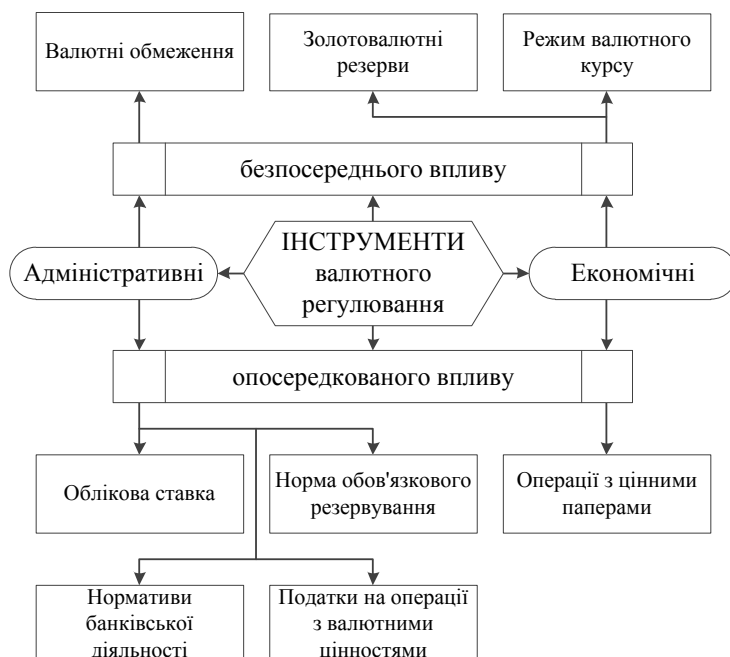 Валютні обмеження
Золотовалютні
резерви
Режим валютного
курсу
безпосереднього впливу
Адміністративні
ІНСТРУМЕНТИ
валютного
регулювання
Економічні
опосередкованого впливу
Облікова ставка
Норма обов'язкового
резервування
Операції з цінними
паперами
Нормативи
банківської
діяльності
Податки на операції
з валютними
цінностями